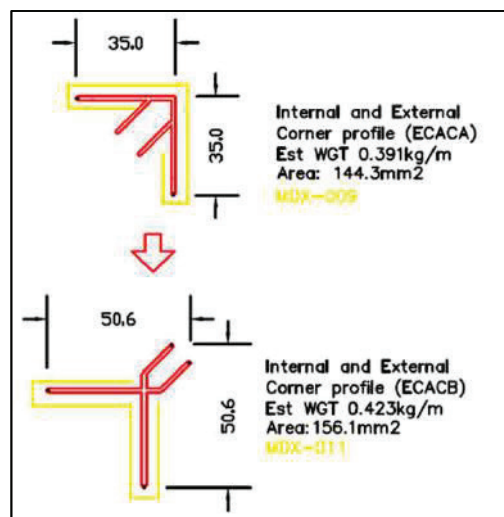 35.0
35.0
Internal and External
Corner profile (ECACA)
Est WGT 0.391kg/m
Area: 144.3mm2
MDX-009
50.6
50.6
Internal and External
Corner profile (ECACB)
Est WGT 0.423kg/m
Area: 156.1mm2
MDX-011